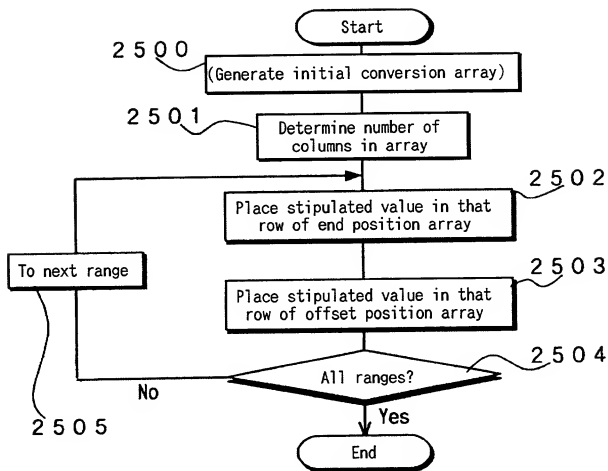 Start
2500
(Generate initial conversion array)
2501
Determine number of
columns in array
2502
Place stipulated value in that
row of end position array
To next range
2503
Place stipulated value in that
row of offset position array
2504
All ranges?
No
Yes
2505
End